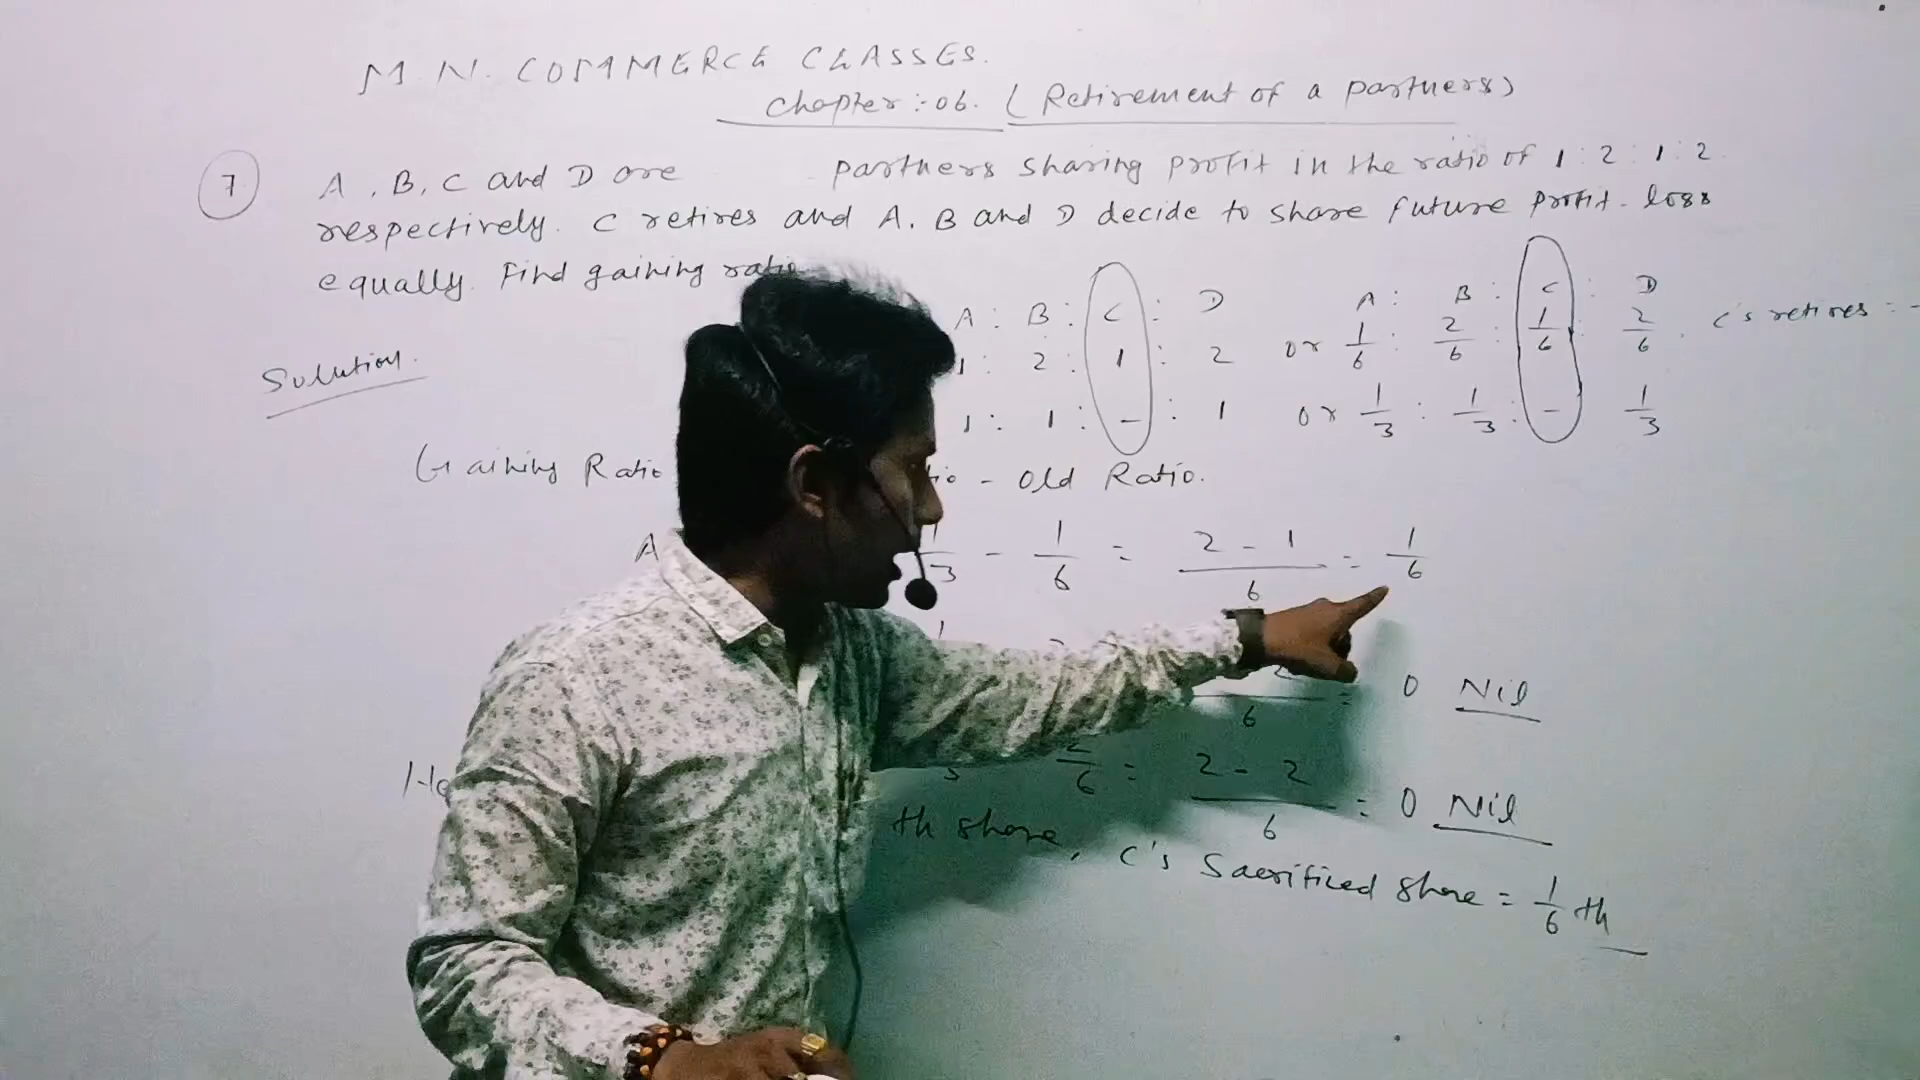 M. N. COMMERCE CLASSES.
Chapter :- 06. (Retirement of a partners)
7 A, B, C and D are partners sharing profit in the ratio of 1 : 2 : 1 : 2
respectively. C retires and A, B and D decide to share future profit - loss
equally. Find gaining ratio
A : B : C : D A : B : C : D
1 : 2 : 1 : 2 or 1/6 : 2/6 : 1/6 : 2/6 . C's retires :-
Solution.
1 : 1 : - : 1 or 1/3 : 1/3 : - 1/3
Gaining Ratio - Old Ratio.
A 1/3 - 1/6 = 2 - 1/6 = 1/6
6 = 0 Nil
2/6 = 2 - 2/6 = 0 Nil
th share, C's Sacrificed share = 1/6 th